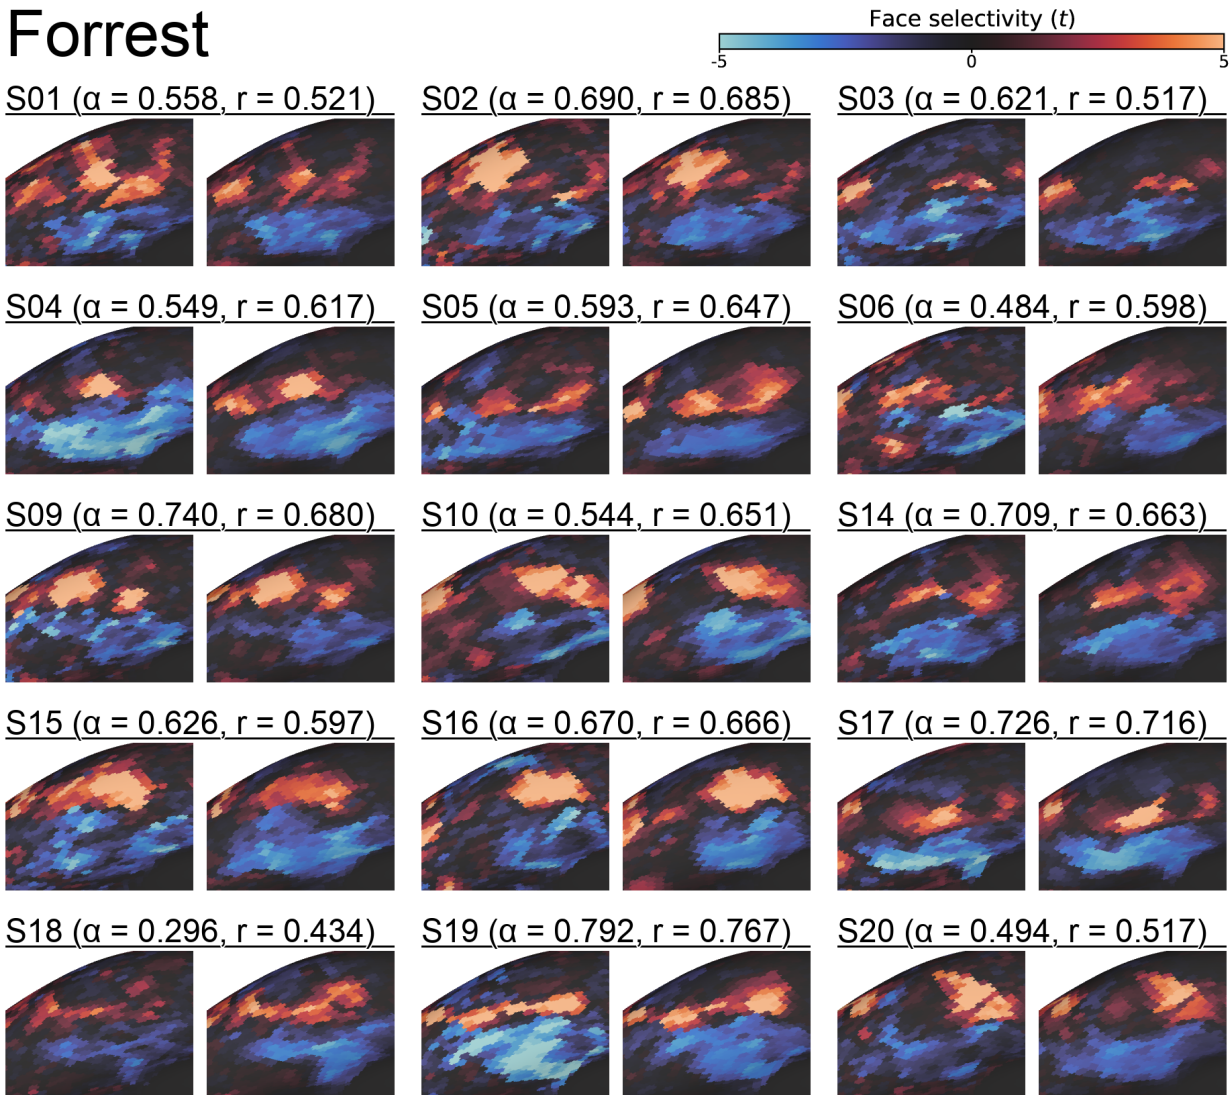 Forrest
Face selectivity (t)
-5 0 5
S01 (α = 0.558, r = 0.521)
S02 (α = 0.690, r = 0.685)
S03 (α = 0.621, r = 0.517)
S04 (α = 0.549, r = 0.617)
S05 (α = 0.593, r = 0.647)
S06 (α = 0.484, r = 0.598)
S09 (α = 0.740, r = 0.680)
S10 (α = 0.544, r = 0.651)
S14 (α = 0.709, r = 0.663)
S15 (α = 0.626, r = 0.597)
S16 (α = 0.670, r = 0.666)
S17 (α = 0.726, r = 0.716)
S18 (α = 0.296, r = 0.434)
S19 (α = 0.792, r = 0.767)
S20 (α = 0.494, r = 0.517)